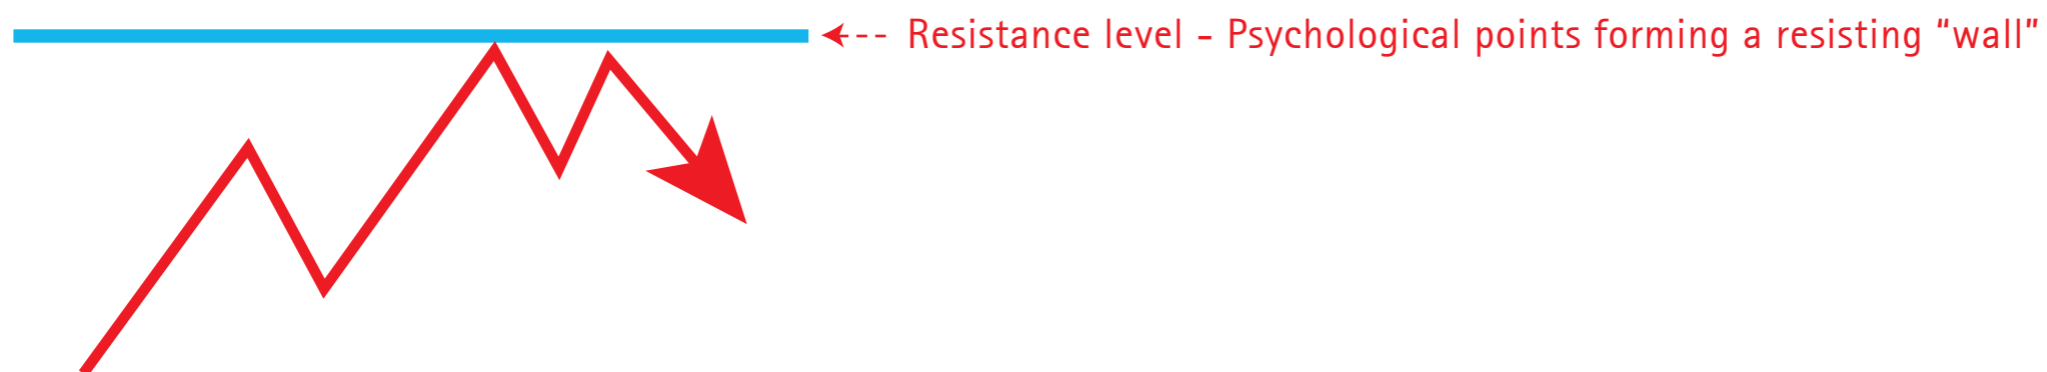 Resistance level - Psychological points forming a resisting “wall”